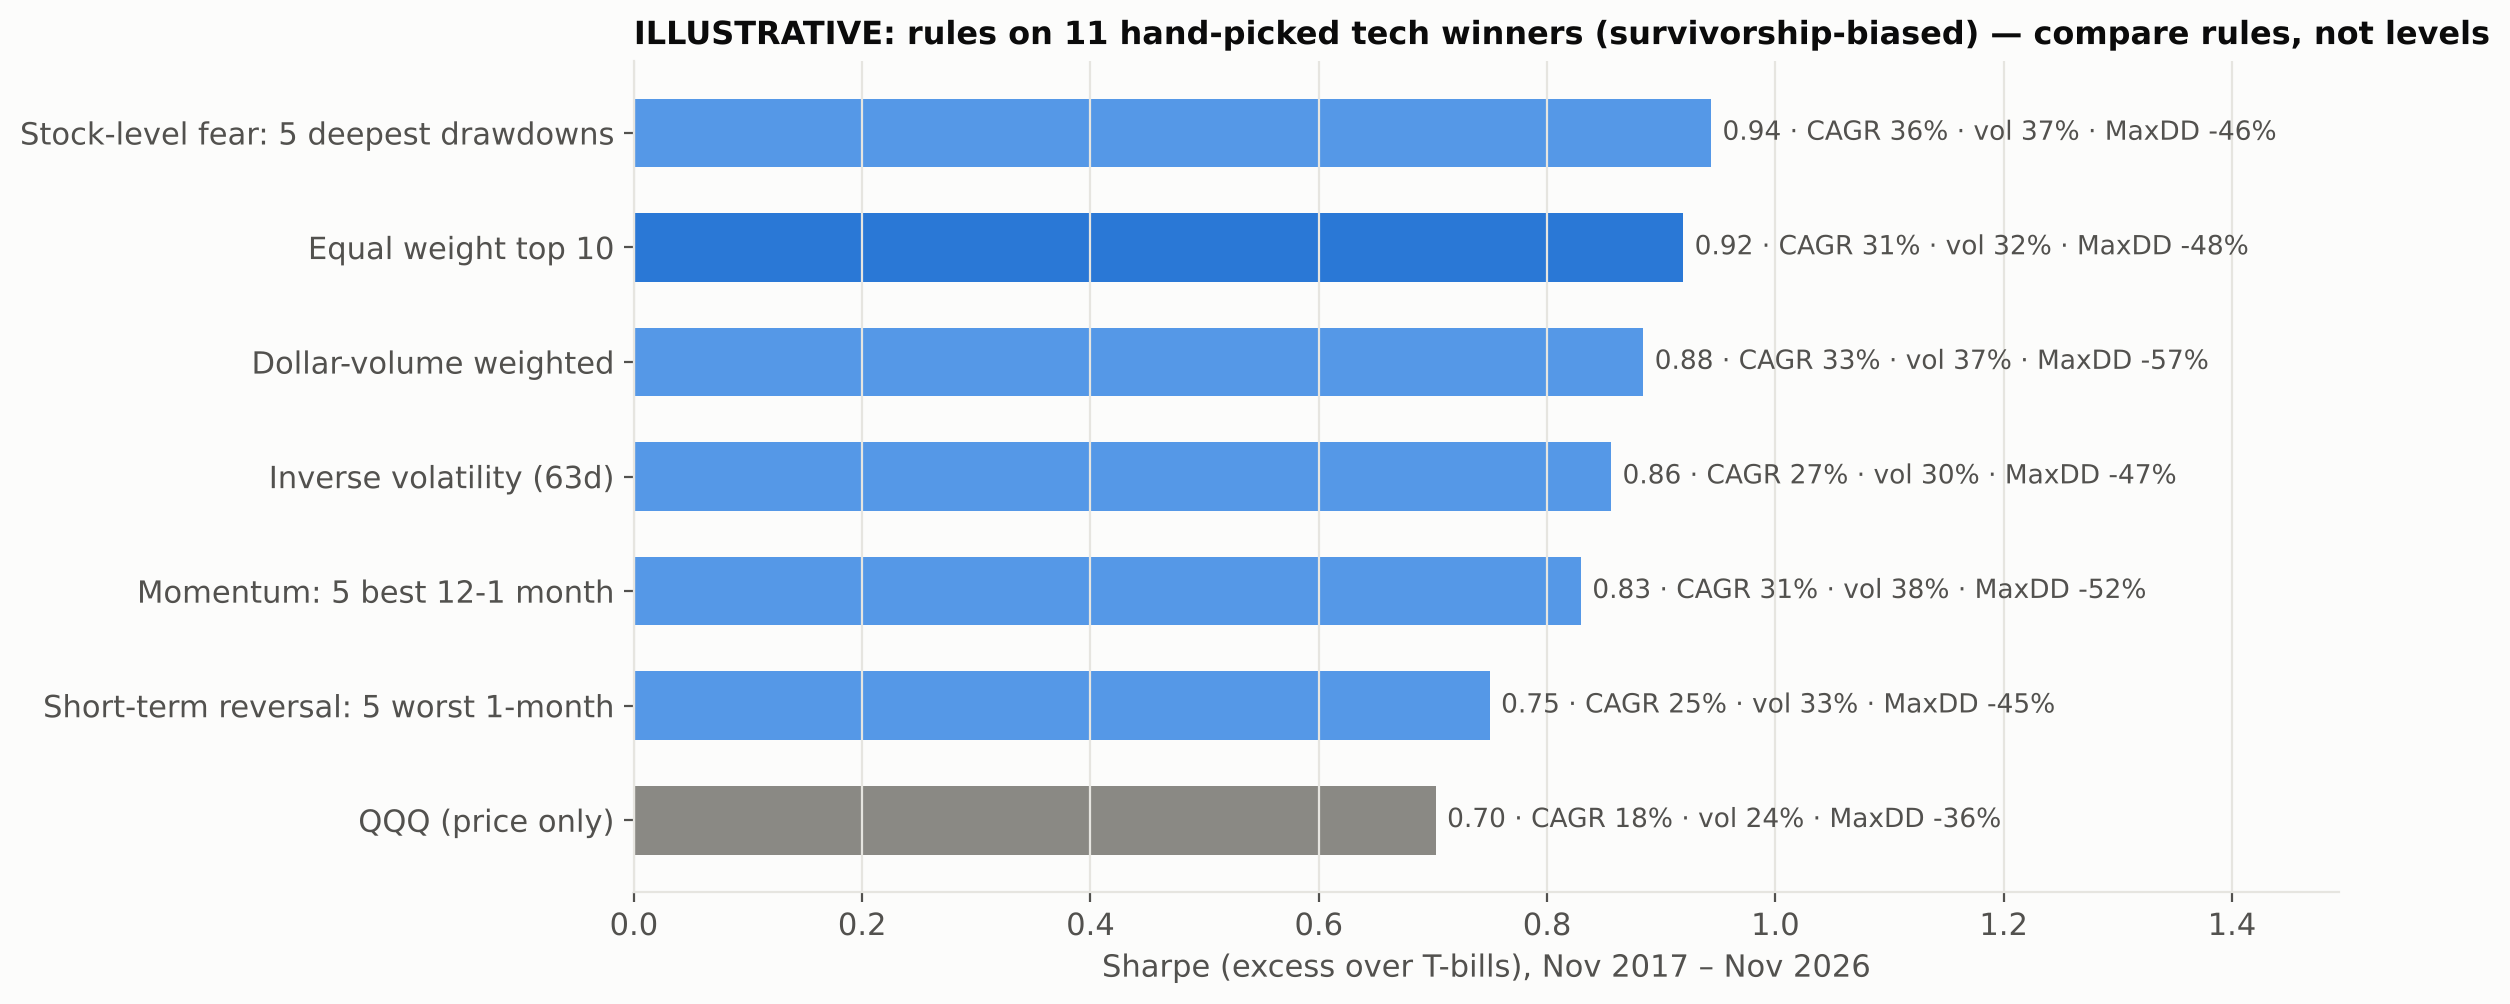 ILLUSTRATIVE: rules on 11 hand-picked tech winners (survivorship-biased) — compare rules, not levels
Stock-level fear: 5 deepest drawdowns
0.94 · CAGR 36% · vol 37% · MaxDD -46%
Equal weight top 10
0.92 · CAGR 31% · vol 32% · MaxDD -48%
Dollar-volume weighted
0.88 · CAGR 33% · vol 37% · MaxDD -57%
Inverse volatility (63d)
0.86 · CAGR 27% · vol 30% · MaxDD -47%
Momentum: 5 best 12-1 month
0.83 · CAGR 31% · vol 38% · MaxDD -52%
Short-term reversal: 5 worst 1-month
0.75 · CAGR 25% · vol 33% · MaxDD -45%
QQQ (price only)
0.70 · CAGR 18% · vol 24% · MaxDD -36%
0.0 0.2 0.4 0.6 0.8 1.0 1.2 1.4
Sharpe (excess over T-bills), Nov 2017 – Nov 2026